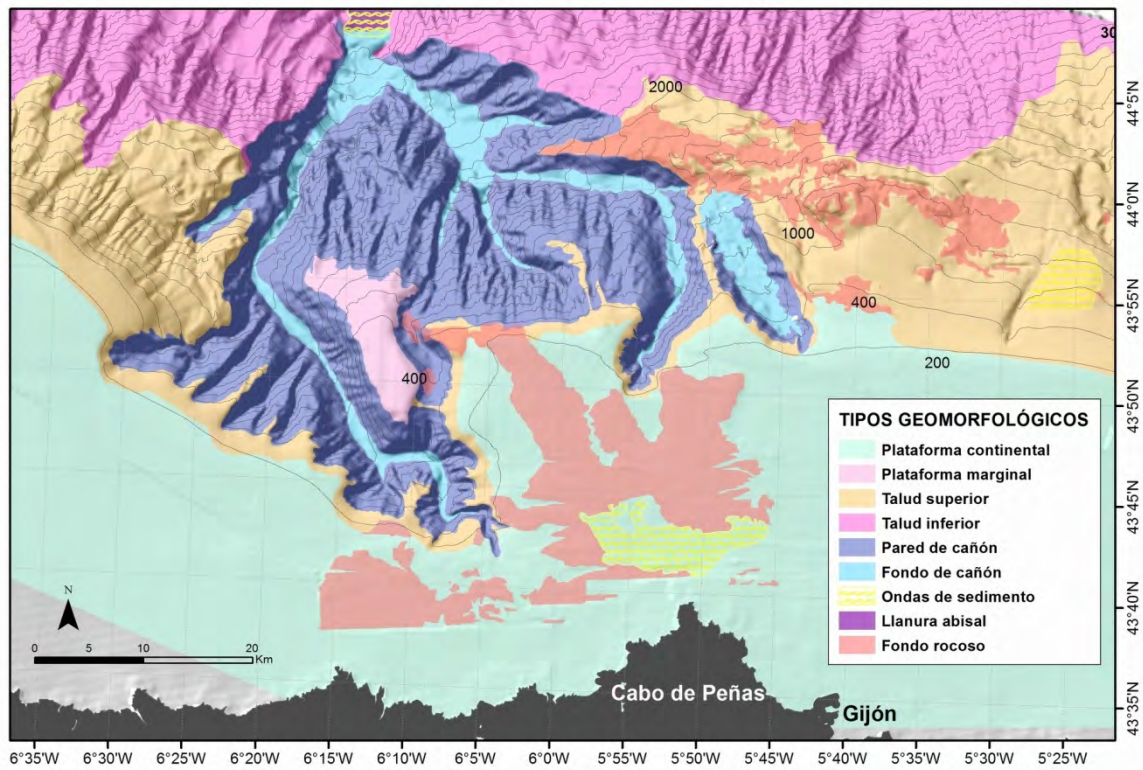 30
2000
1000
400
200
400
44°5'N
44°0'N
43°55'N
43°50'N
43°45'N
43°40'N
43°35'N
TIPOS GEOMORFOLÓGICOS
Plataforma continental
Plataforma marginal
Talud superior
Talud inferior
Pared de cañón
Fondo de cañón
Ondas de sedimento
Llanura abisal
Fondo rocoso
N
0 5 10 20
Km
Cabo de Peñas
Gijón
6°35'W 6°30'W 6°25'W 6°20'W 6°15'W 6°10'W 6°5'W 6°0'W 5°55'W 5°50'W 5°45'W 5°40'W 5°35'W 5°30'W 5°25'W